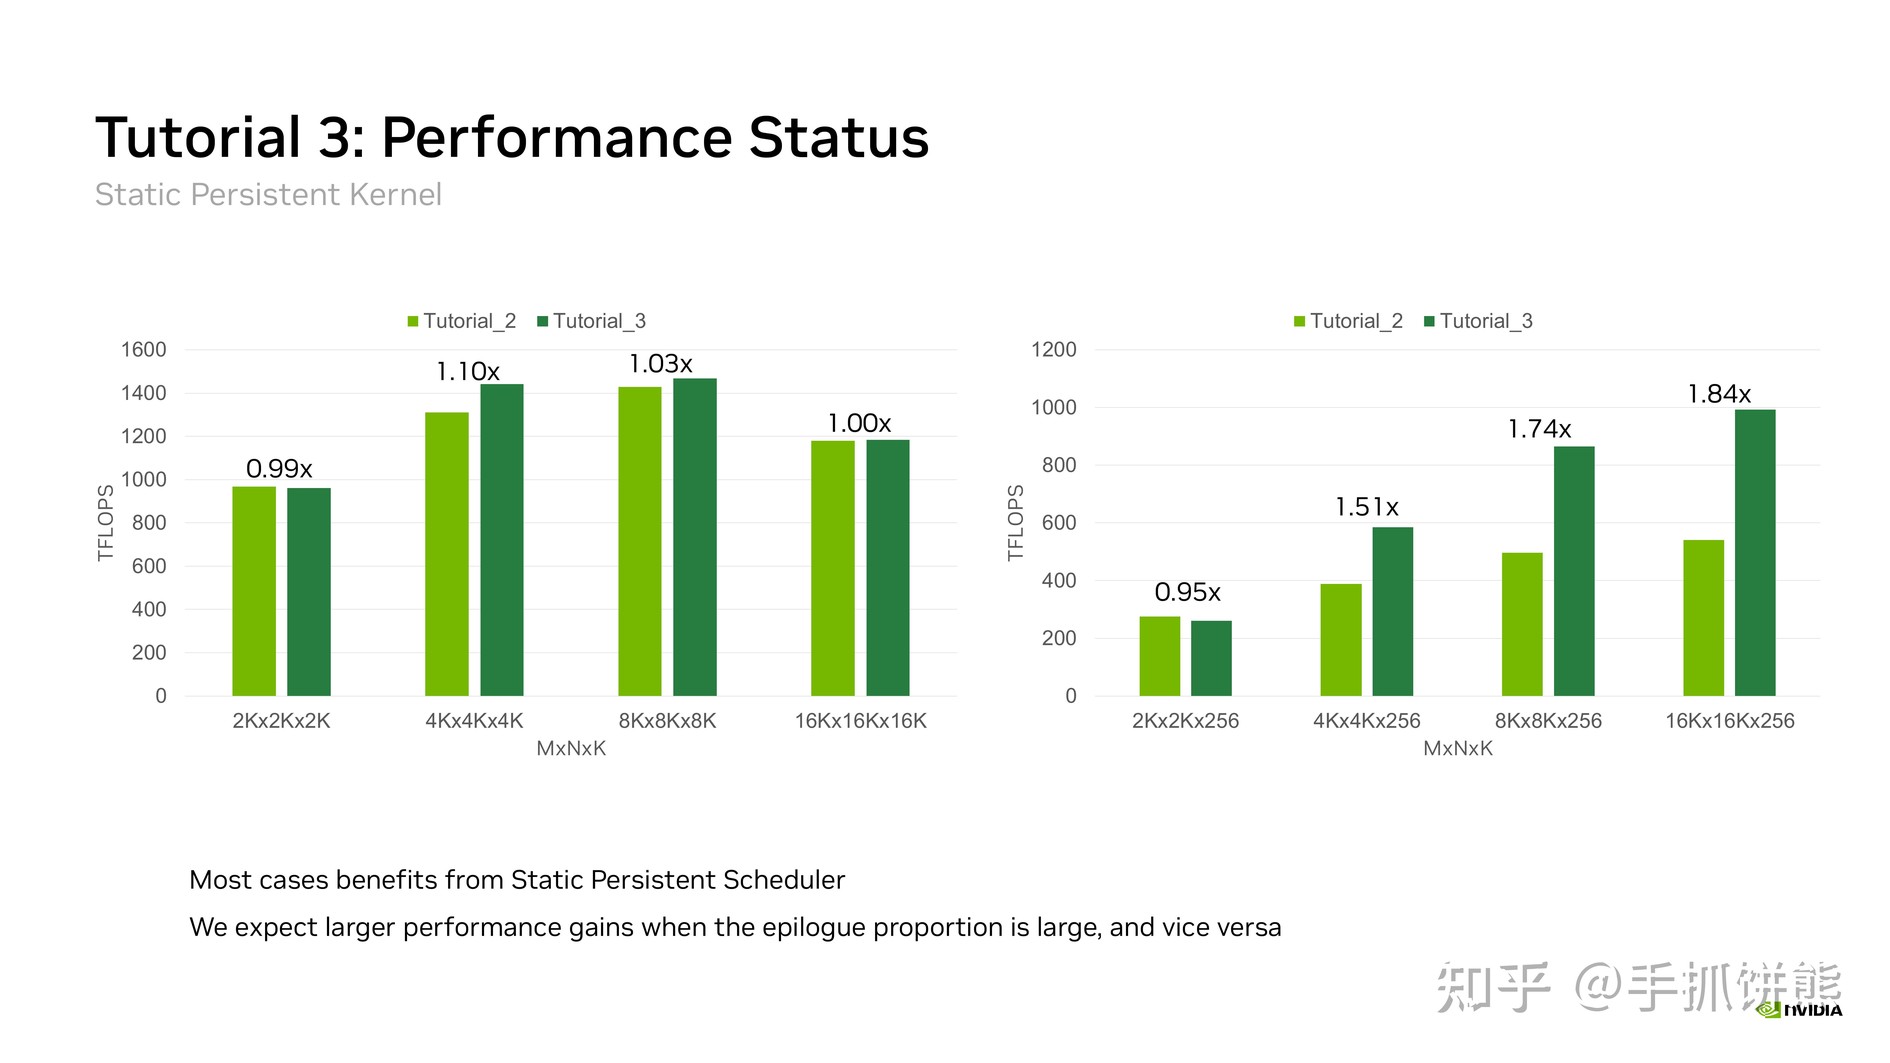 Tutorial 3: Performance Status
Static Persistent Kernel
Tutorial_2 Tutorial_3
1600
1400
1200
1000
800
600
400
200
0
TFLOPS
0.99x
1.10x
1.03x
1.00x
2Kx2Kx2K 4Kx4Kx4K 8Kx8Kx8K 16Kx16Kx16K
MxNxK
Tutorial_2 Tutorial_3
1200
1000
800
600
400
200
0
TFLOPS
0.95x
1.51x
1.74x
1.84x
2Kx2Kx256 4Kx4Kx256 8Kx8Kx256 16Kx16Kx256
MxNxK
Most cases benefits from Static Persistent Scheduler
We expect larger performance gains when the epilogue proportion is large, and vice versa
知乎 @手抓饼熊
NVIDIA